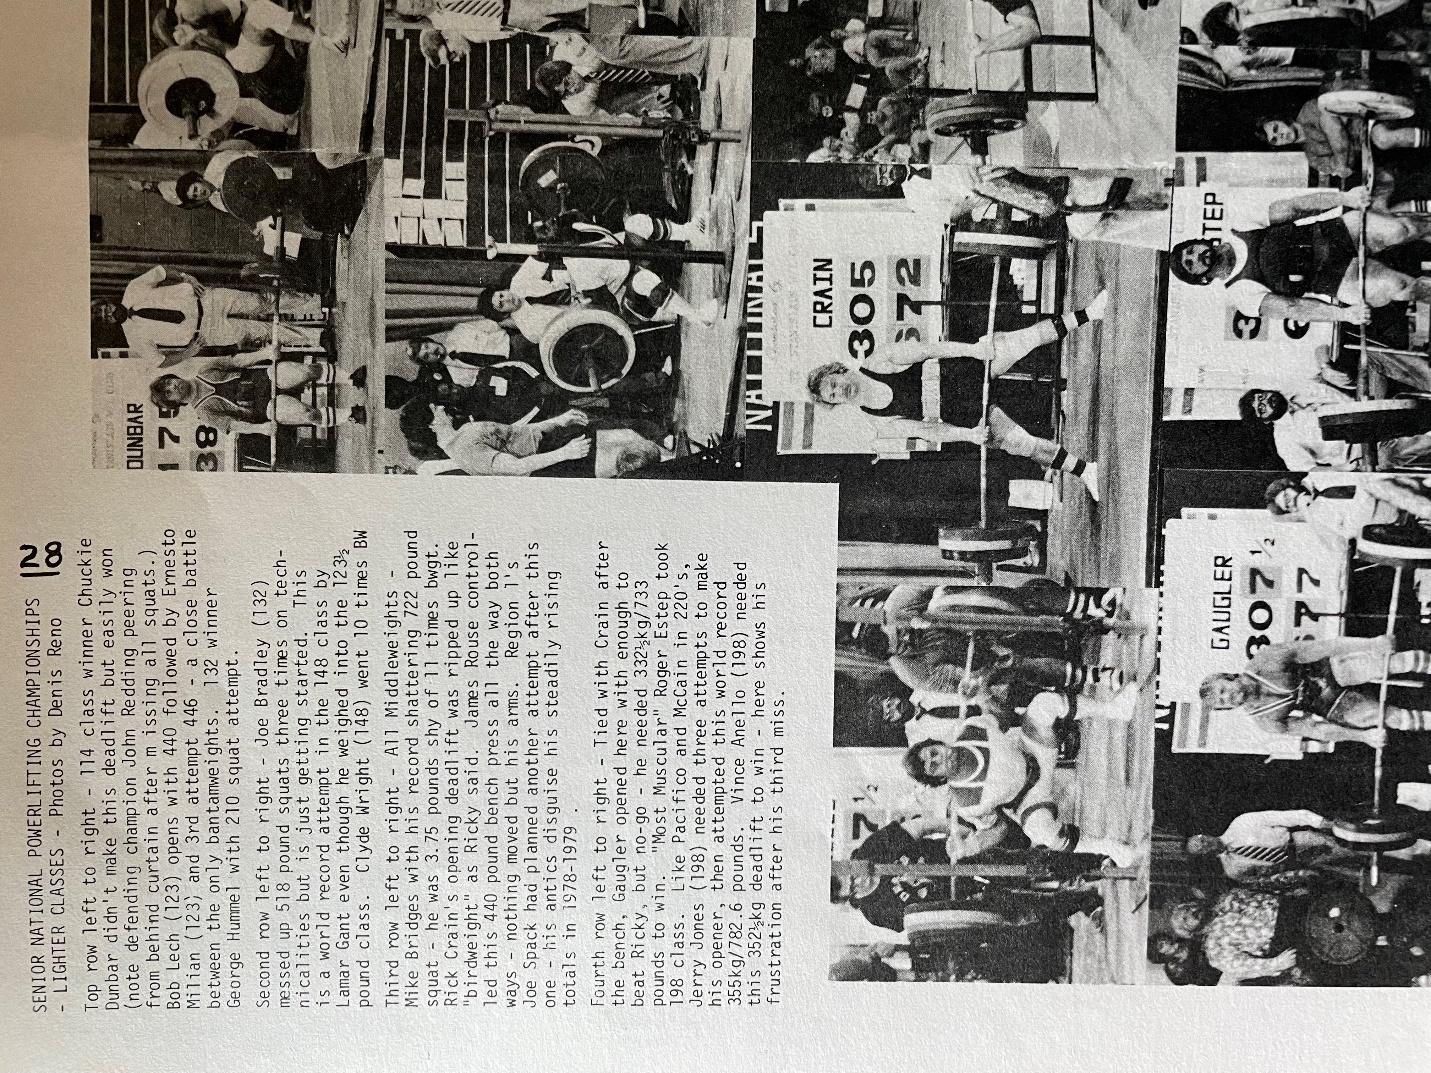 SENIOR NATIONAL POWERLIFTING CHAMPIONSHIPS 28
- LIGHTER CLASSES - Photos by Denis Reno
Top row left to right - 114 class winner Chuckie
Dunbar didn't make this deadlift but easily won
(note defending champion John Redding peering
from behind curtain after m issing all squats.)
Bob Lech (123) opens with 440 followed by Ernesto
Milian (123) and 3rd attempt 446 - a close battle
between the only bantamweights. 132 winner
George Hummel with 210 squat attempt.
Second row left to right - Joe Bradley (132)
messed up 518 pound squats three times on tech-
nicalities but is just getting started. This
is a world record attempt in the 148 class by
Lamar Gant even though he weighed into the 123½
pound class. Clyde Wright (148) went 10 times BW
Third row left to right - All Middleweights -
Mike Bridges with his record shattering 722 pound
squat - he was 3.75 pounds shy of 11 times bwgt.
Rick Crain's opening deadlift was ripped up like
"birdweight" as Ricky said. James Rouse control-
led this 440 pound bench press all the way both
ways - nothing moved but his arms. Region 1's
Joe Spack had planned another attempt after this
one - his antics disguise his steadily rising
totals in 1978-1979 .
Fourth row left to right - Tied with Crain after
the bench, Gaugler opened here with enough to
beat Ricky, but no-go - he needed 332½kg/733
pounds to win. "Most Muscular" Roger Estep took
198 class. Like Pacifico and McCain in 220's,
Jerry Jones (198) needed three attempts to make
his opener, then attempted this world record
355kg/782.6 pounds. Vince Anello (198) needed
this 352½kg deadlift to win - here shows his
frustration after his third miss.
DUNBAR
175
38
NATIONALS
CRAIN
305
672
7½
GAUGLER
307½
677
STEP
3
6